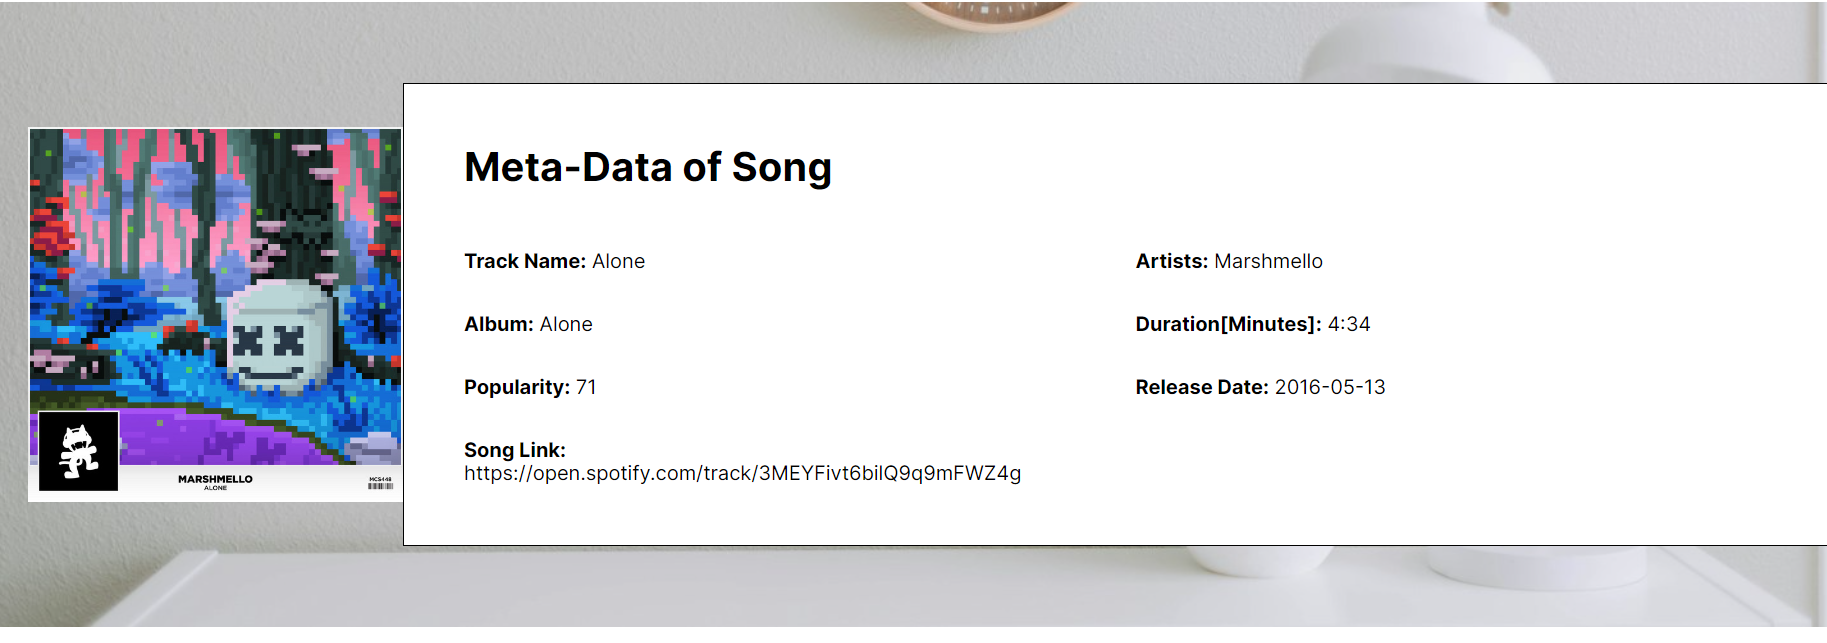 Meta-Data of Song
Track Name: Alone
Artists: Marshmello
Album: Alone
Duration[Minutes]: 4:34
Popularity: 71
Release Date: 2016-05-13
Song Link:
https://open.spotify.com/track/3MEYFivt6bilQ9q9mFWZ4g
MARSHMELLO
ALONE
MCS448